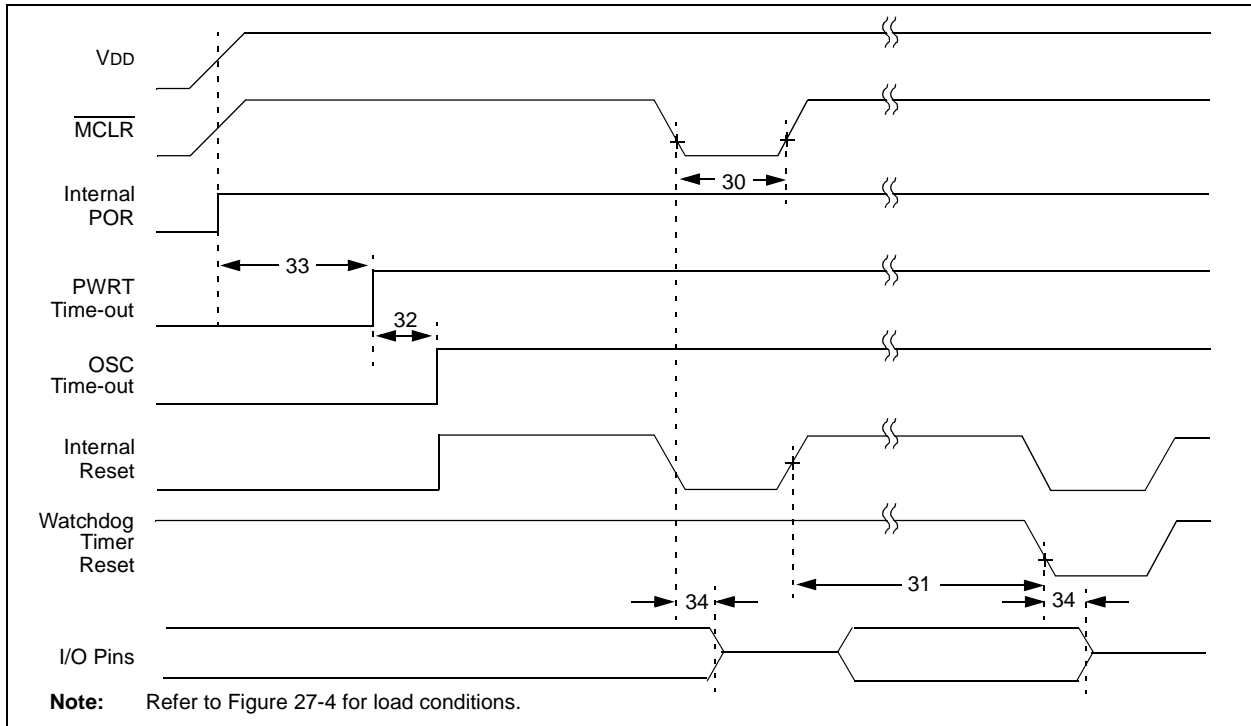 VDD
MCLR
30
Internal
POR
33
PWRT
Time-out
32
OSC
Time-out
Internal
Reset
Watchdog
Timer
Reset
31
34
34
I/O Pins
Note: Refer to Figure 27-4 for load conditions.